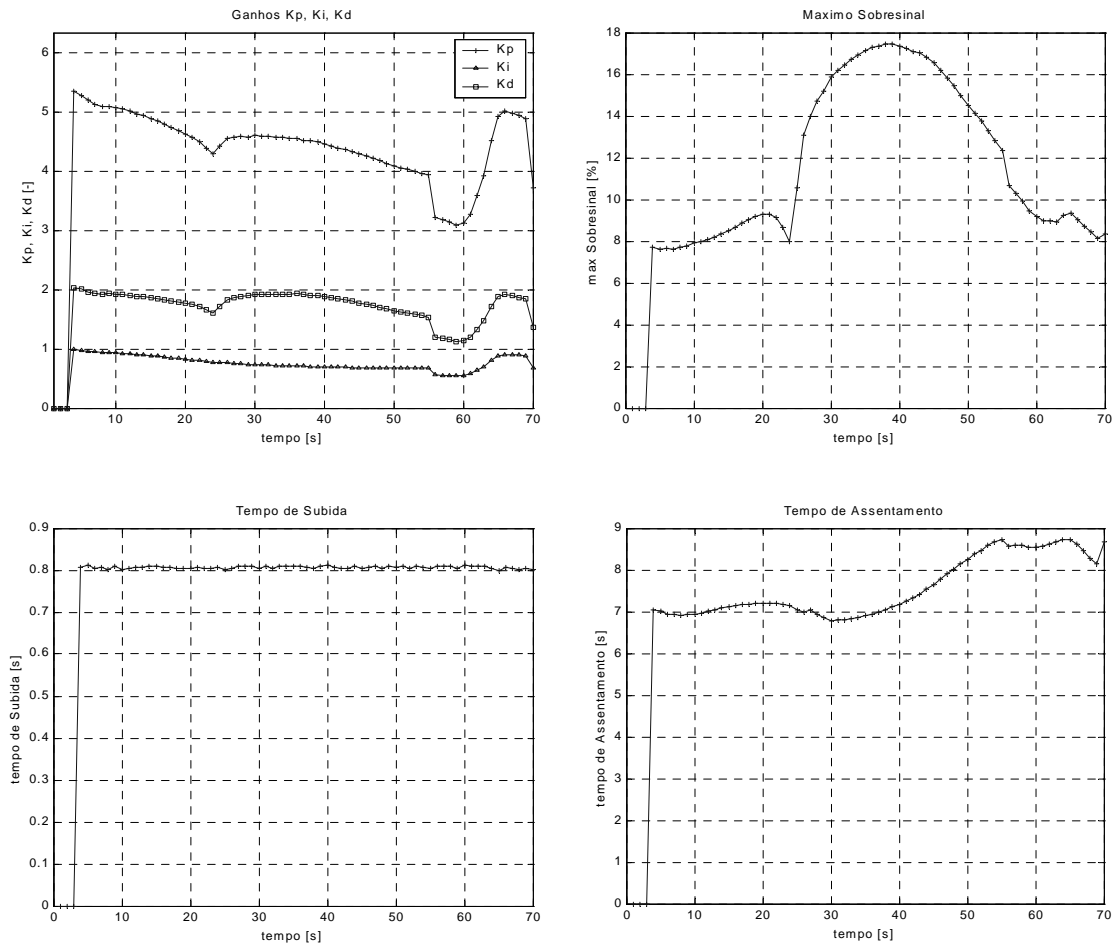 Ganhos Kp, Ki, Kd
6
5
4
3
2
1
0
10 20 30 40 50 60 70
Kp, Ki, Kd [-]
tempo [s]
Kp
Ki
Kd
Maximo Sobresinal
18
16
14
12
10
8
6
4
2
0
0 10 20 30 40 50 60 70
max Sobresinal [%]
tempo [s]
Tempo de Subida
0.9
0.8
0.7
0.6
0.5
0.4
0.3
0.2
0.1
0
0 10 20 30 40 50 60 70
tempo de Subida [s]
tempo [s]
Tempo de Assentamento
9
8
7
6
5
4
3
2
1
0
0 10 20 30 40 50 60 70
tempo de Assentamento [s]
tempo [s]